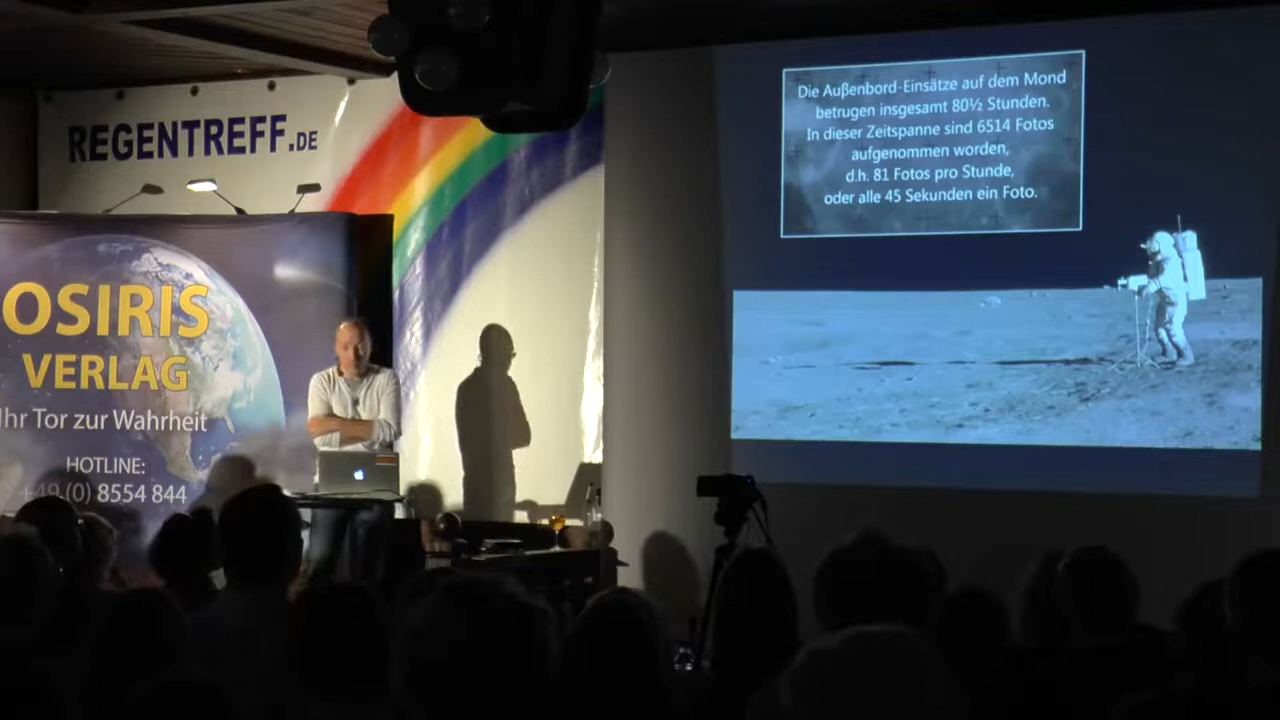 REGENTREFF.DE
OSIRIS
VERLAG
Ihr Tor zur Wahrheit
HOTLINE:
+49 (0) 8554 844
Die Auβenbord-Einsätze auf dem Mond
betrugen insgesamt 80½ Stunden.
In dieser Zeitspanne sind 6514 Fotos
aufgenommen worden,
d.h. 81 Fotos pro Stunde,
oder alle 45 Sekunden ein Foto.